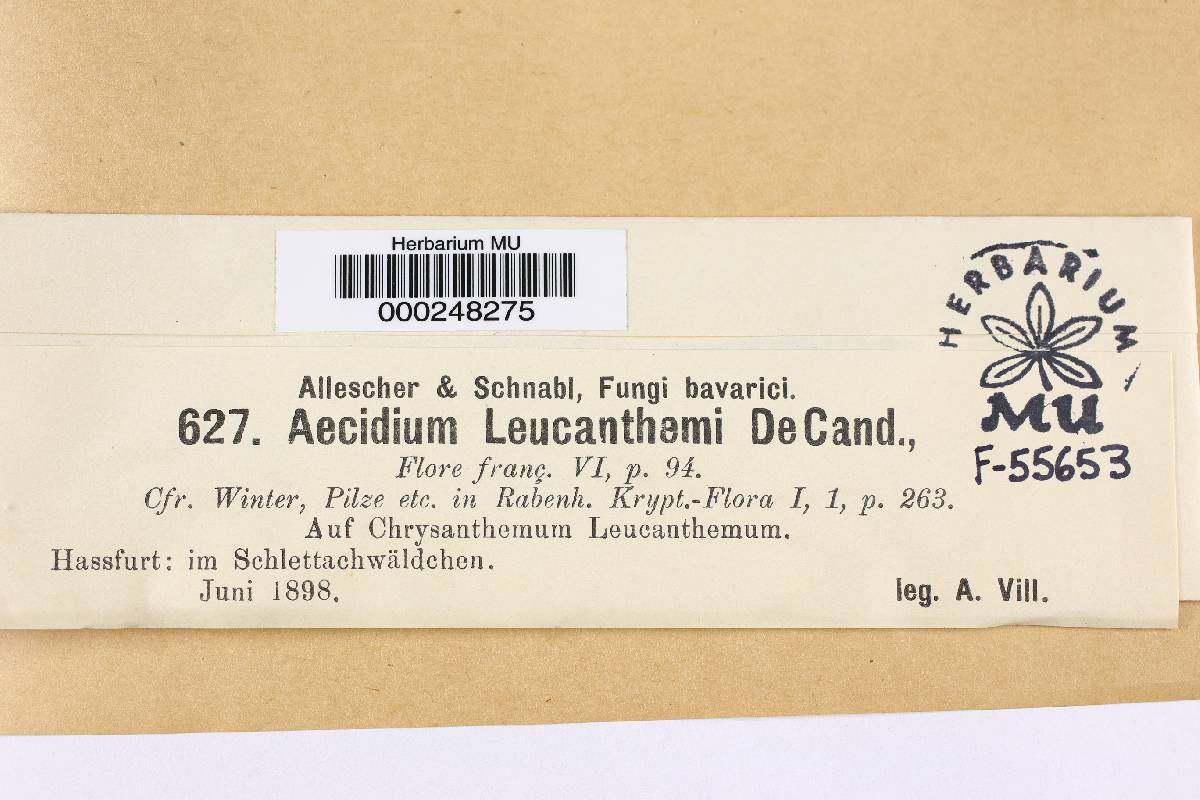 Herbarium MU
000248275
HERBARIUM
MU
F-55653
Allescher & Schnabl, Fungi bavarici.
627. Aecidium Leucanthemi DeCand.,
Flore franç. VI, p. 94.
Cfr. Winter, Pilze etc. in Rabenh. Krypt.-Flora I, 1, p. 263.
Auf Chrysanthemum Leucanthemum.
Hassfurt: im Schlettachwäldchen.
Juni 1898. leg. A. Vill.